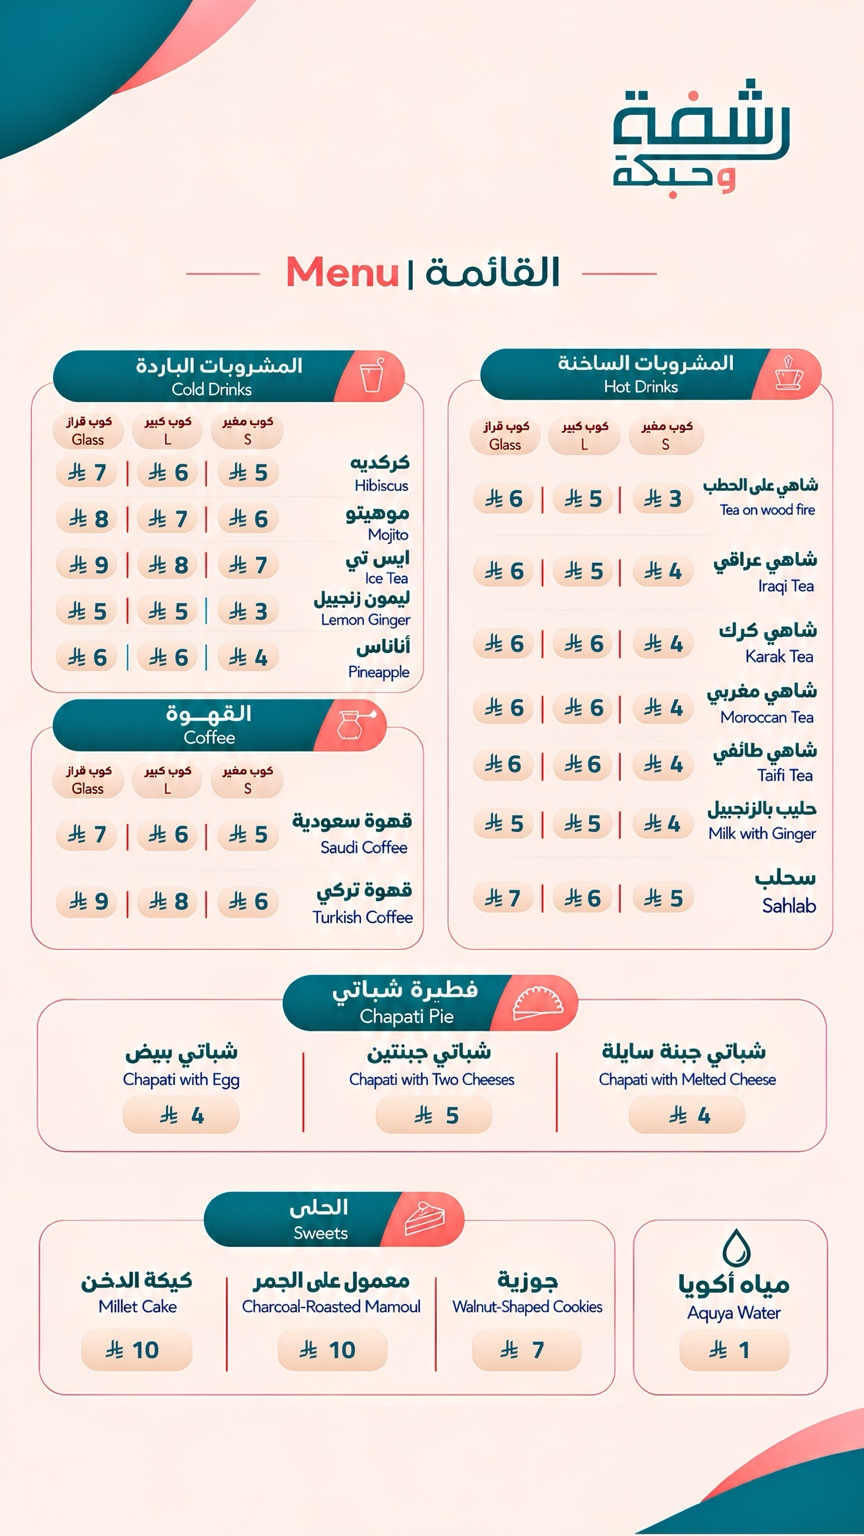 رشفة
وحبكة
القائمة | Menu
المشروبات الباردة
Cold Drinks
كوب مغير
S
كوب كبير
L
كوب قراز
Glass
كركديه
Hibiscus
5 | 6 | 7
موهيتو
Mojito
6 | 7 | 8
ايس تي
Ice Tea
7 | 8 | 9
ليمون زنجييل
Lemon Ginger
3 | 5 | 5
أناناس
Pineapple
4 | 6 | 6
القهـوة
Coffee
كوب مغير
S
كوب كبير
L
كوب قراز
Glass
قهوة سعودية
Saudi Coffee
5 | 6 | 7
قهوة تركي
Turkish Coffee
6 | 8 | 9
المشروبات الساخنة
Hot Drinks
كوب مغير
S
كوب كبير
L
كوب قراز
Glass
شاهي على الحطب
Tea on wood fire
3 | 5 | 6
شاهي عراقي
Iraqi Tea
4 | 5 | 6
شاهي كرك
Karak Tea
4 | 6 | 6
شاهي مغربي
Moroccan Tea
4 | 6 | 6
شاهي طائفي
Taifi Tea
4 | 6 | 6
حليب بالزنجبيل
Milk with Ginger
4 | 5 | 5
سحلب
Sahlab
5 | 6 | 7
فطيرة شباتي
Chapati Pie
شباتي جبنة سايلة
Chapati with Melted Cheese
4
شباتي جبنتين
Chapati with Two Cheeses
5
شباتي بيض
Chapati with Egg
4
الحلى
Sweets
جوزية
Walnut-Shaped Cookies
7
معمول على الجمر
Charcoal-Roasted Mamoul
10
كيكة الدخن
Millet Cake
10
مياه أكويا
Aquya Water
1